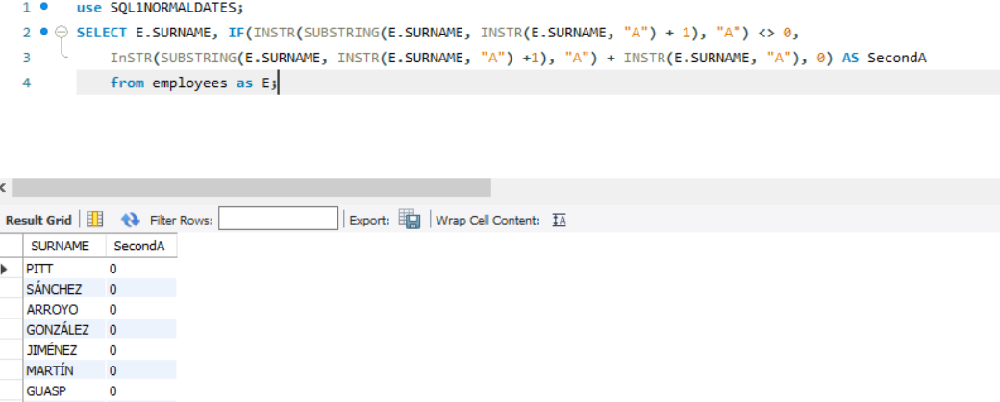 1 use SQL1NORMALDATES;
2 SELECT E.SURNAME, IF(INSTR(SUBSTRING(E.SURNAME, INSTR(E.SURNAME, "A") + 1), "A") <> 0,
3 InSTR(SUBSTRING(E.SURNAME, INSTR(E.SURNAME, "A") +1), "A") + INSTR(E.SURNAME, "A"), 0) AS SecondA
4 from employees as E;
Result Grid Filter Rows: Export: Wrap Cell Content:
SURNAME SecondA
PITT 0
SÁNCHEZ 0
ARROYO 0
GONZÁLEZ 0
JIMÉNEZ 0
MARTÍN 0
GUASP 0